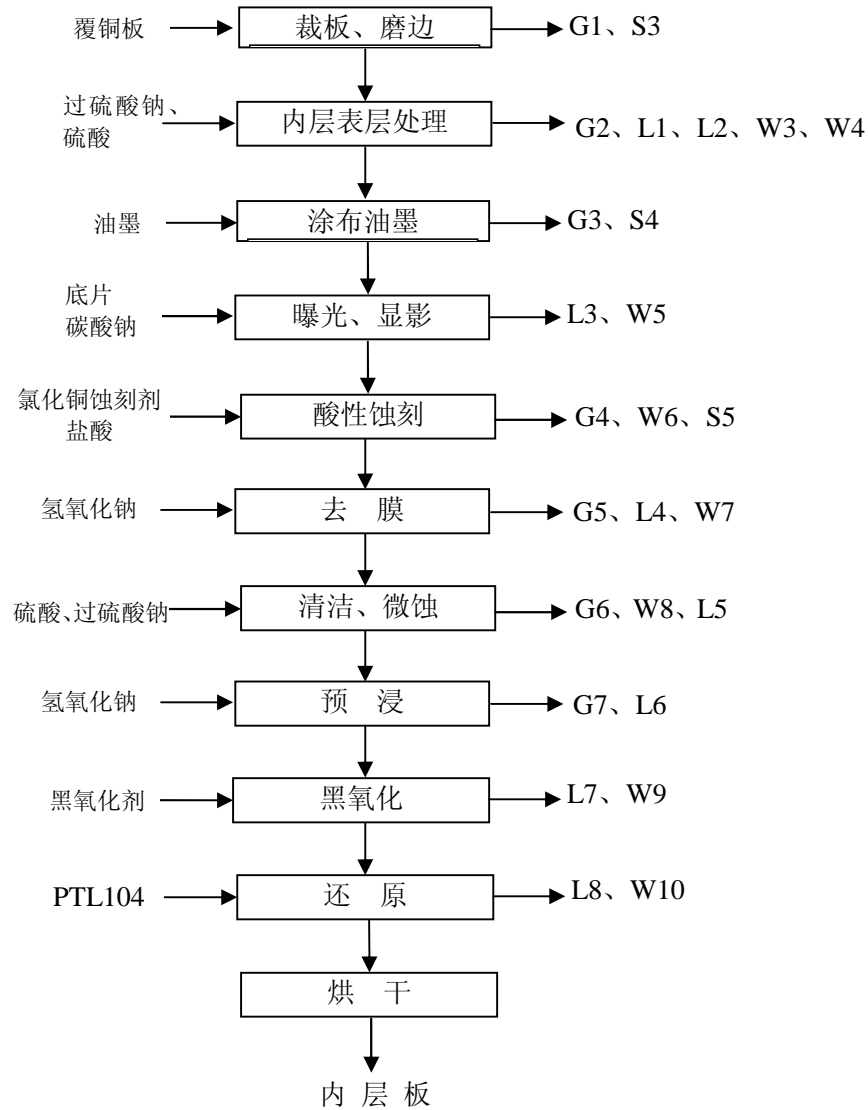 覆铜板
裁板、磨边
G1、S3
过硫酸钠、
硫酸
内层表层处理
G2、L1、L2、W3、W4
油墨
涂布油墨
G3、S4
底片
碳酸钠
曝光、显影
L3、W5
氯化铜蚀刻剂
盐酸
酸性蚀刻
G4、W6、S5
氢氧化钠
去 膜
G5、L4、W7
硫酸、过硫酸钠
清洁、微蚀
G6、W8、L5
氢氧化钠
预 浸
G7、L6
黑氧化剂
黑氧化
L7、W9
PTL104
还 原
L8、W10
烘 干
内 层 板